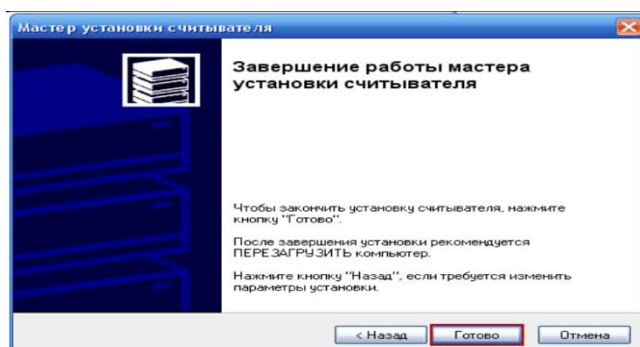 Мастер установки считывателя
Завершение работы мастера
установки считывателя
Чтобы закончить установку считывателя, нажмите
кнопку "Готово".
После завершения установки рекомендуется
ПЕРЕЗАГРУЗИТЬ компьютер.
Нажмите кнопку "Назад", если требуется изменить
параметры установки.
< Назад Готово Отмена